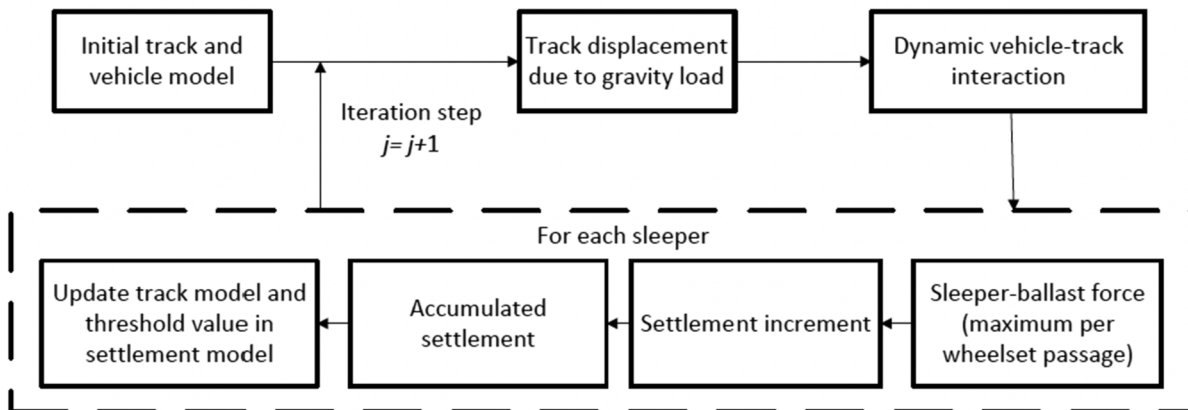 Initial track and
vehicle model
Track displacement
due to gravity load
Dynamic vehicle-track
interaction
Iteration step
j= j+1
For each sleeper
Update track model and
threshold value in
settlement model
Accumulated
settlement
Settlement increment
Sleeper-ballast force
(maximum per
wheelset passage)